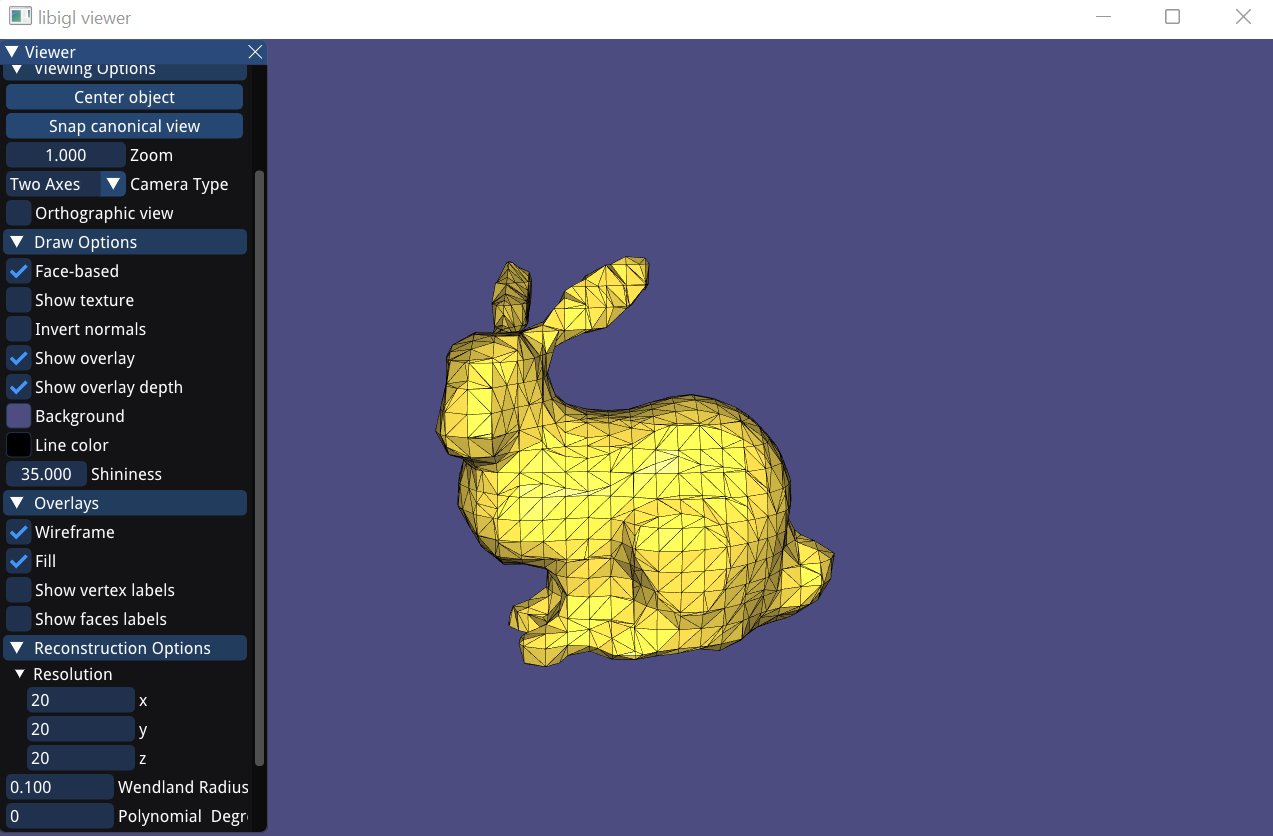 libigl viewer
Viewer
Viewing Options
Center object
Snap canonical view
1.000 Zoom
Two Axes Camera Type
Orthographic view
Draw Options
Face-based
Show texture
Invert normals
Show overlay
Show overlay depth
Background
Line color
35.000 Shininess
Overlays
Wireframe
Fill
Show vertex labels
Show faces labels
Reconstruction Options
Resolution
20 x
20 y
20 z
0.100 Wendland Radius
0 Polynomial Degr